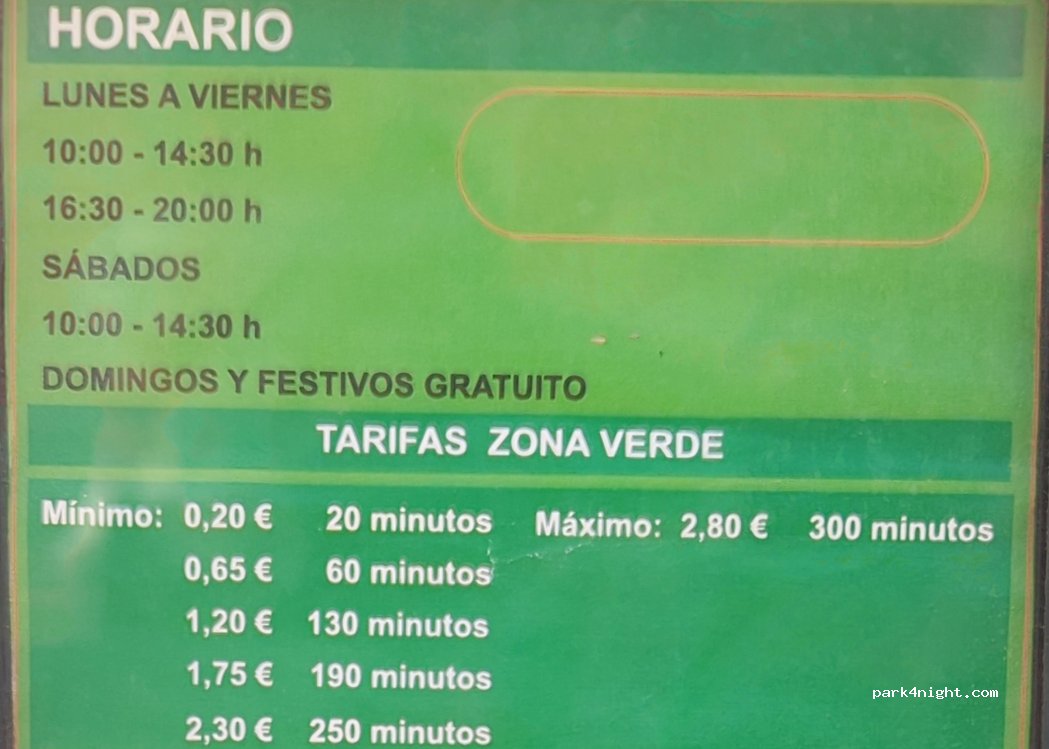 HORARIO
LUNES A VIERNES
10:00 - 14:30 h
16:30 - 20:00 h
SÁBADOS
10:00 - 14:30 h
DOMINGOS Y FESTIVOS GRATUITO
TARIFAS ZONA VERDE
Mínimo: 0,20 € 20 minutos Máximo: 2,80 € 300 minutos
0,65 € 60 minutos
1,20 € 130 minutos
1,75 € 190 minutos
2,30 € 250 minutos
park4night.com